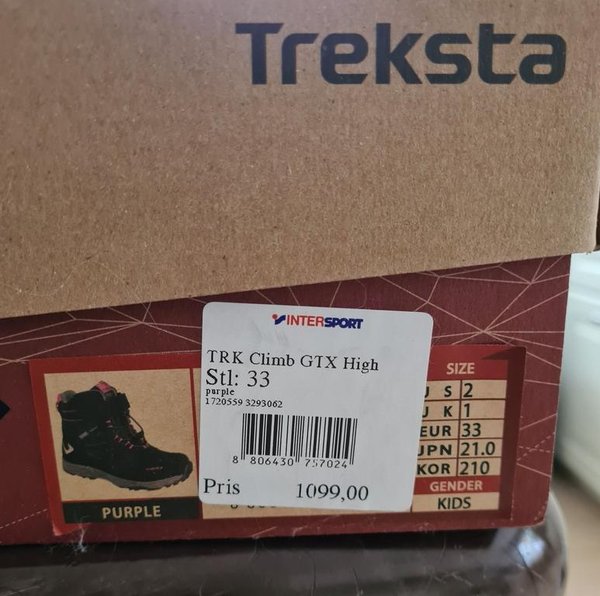 Treksta
INTERSPORT
TRK Climb GTX High
Stl: 33
purple
1720559 3293062
8 806430 757024
Pris 1099,00
PURPLE
SIZE
U S 2
U K 1
EUR 33
JPN 21.0
KOR 210
GENDER
KIDS